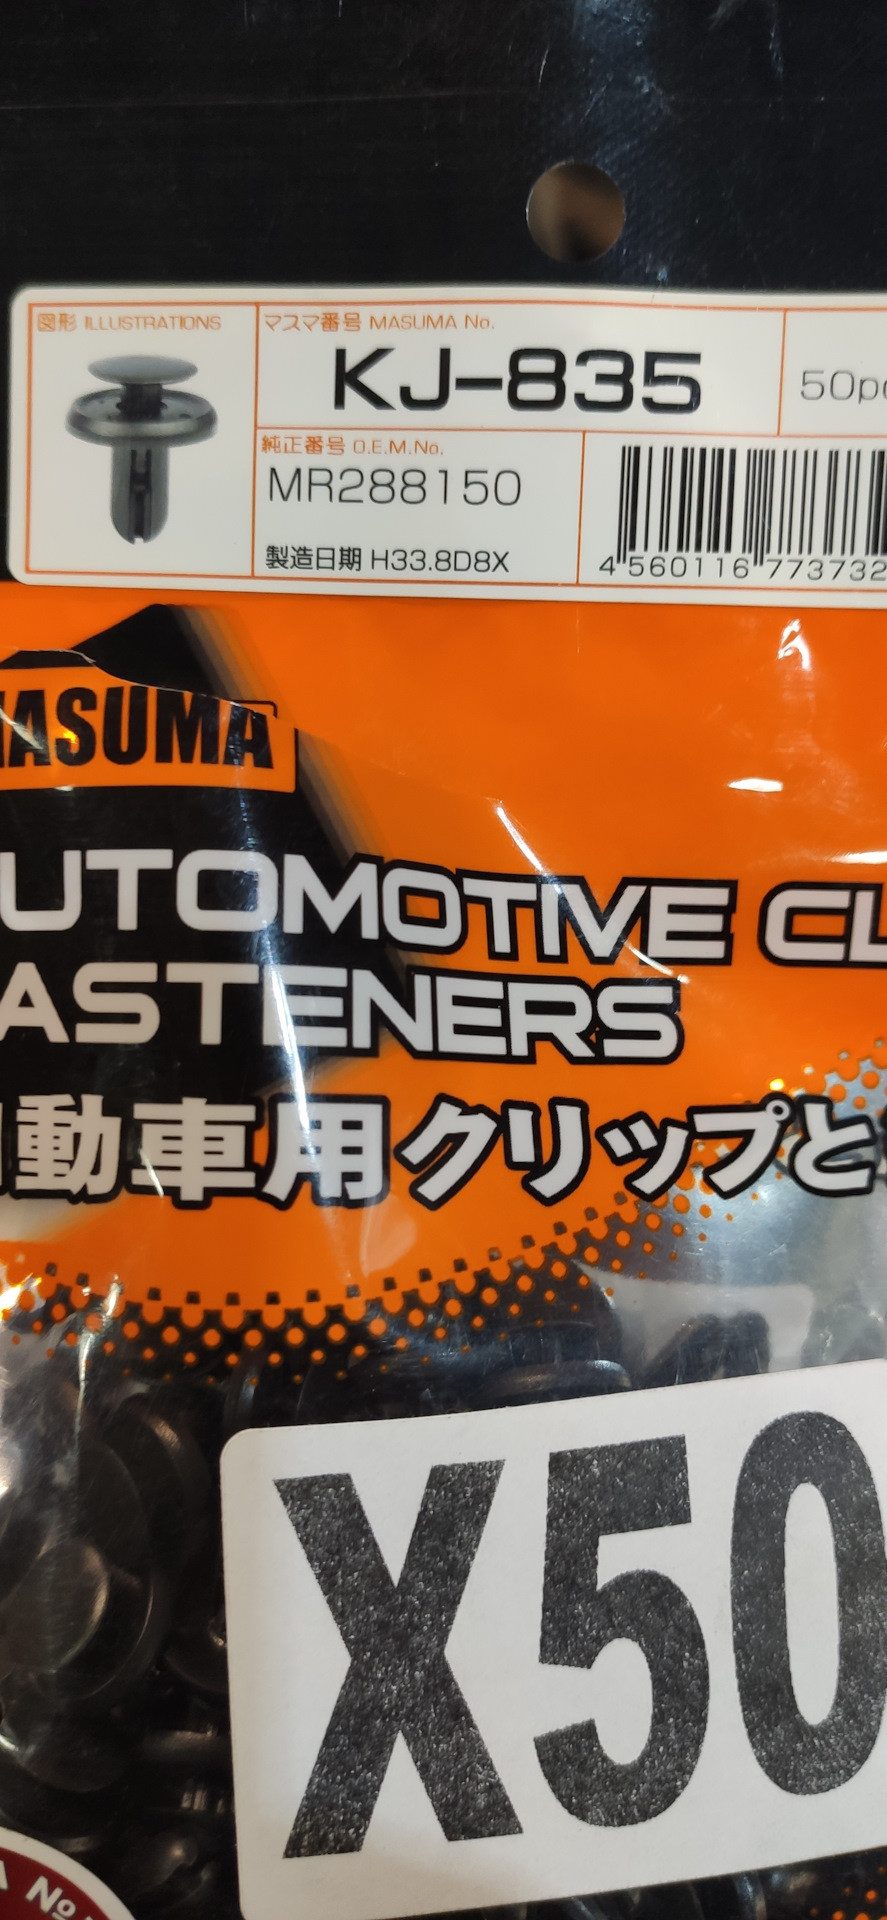 図形 ILLUSTRATIONS
マスマ番号 MASUMA No.
KJ-835
50pc
純正番号 O.E.M.No.
MR288150
製造日期 H33.8D8X
4 560116 773732
MASUMA
UTOMOTIVE CL
ASTENERS
動車用クリップと
X50
A No